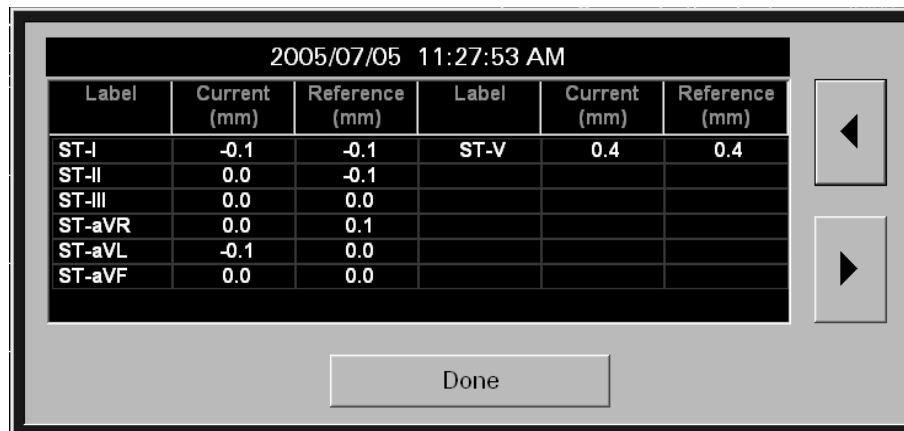 2005/07/05 11:27:53 AM
Label Current (mm) Reference (mm) Label Current (mm) Reference (mm)
ST-I -0.1 -0.1 ST-V 0.4 0.4
ST-II 0.0 -0.1
ST-III 0.0 0.0
ST-aVR 0.0 0.1
ST-aVL -0.1 0.0
ST-aVF 0.0 0.0
Done